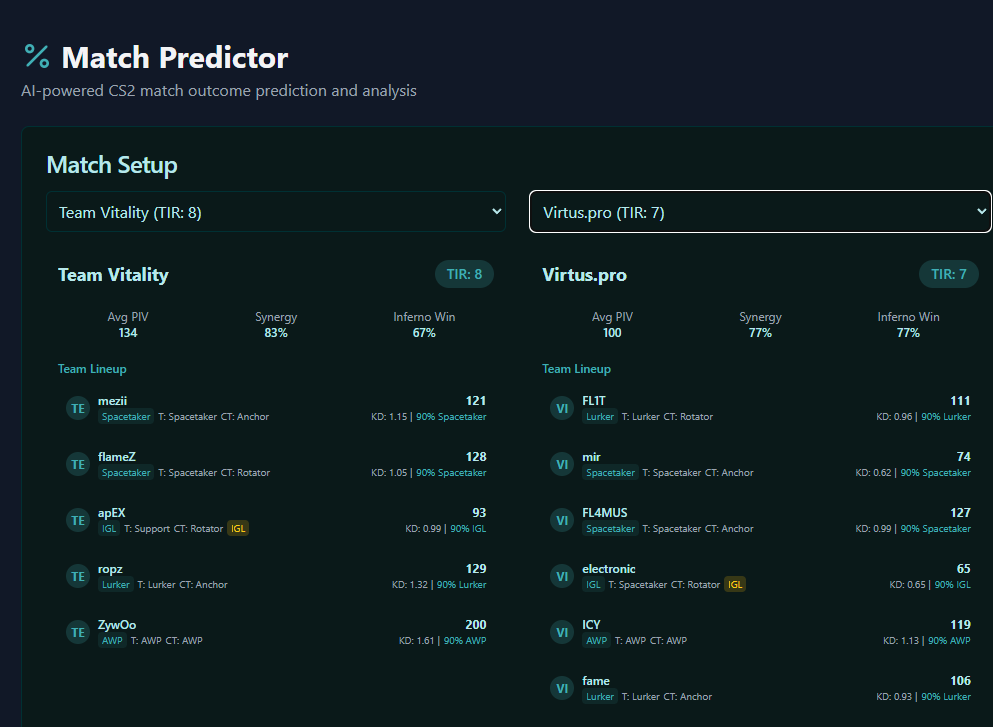 % Match Predictor
AI-powered CS2 match outcome prediction and analysis
Match Setup
Team Vitality (TIR: 8)
Virtus.pro (TIR: 7)
Team Vitality
TIR: 8
Avg PIV Synergy Inferno Win
134 83% 67%
Team Lineup
TE mezii 121
Spacetaker T: Spacetaker CT: Anchor KD: 1.15 | 90% Spacetaker
TE flameZ 128
Spacetaker T: Spacetaker CT: Rotator KD: 1.05 | 90% Spacetaker
TE apEX 93
IGL T: Support CT: Rotator IGL KD: 0.99 | 90% IGL
TE ropz 129
Lurker T: Lurker CT: Anchor KD: 1.32 | 90% Lurker
TE ZywOo 200
AWP T: AWP CT: AWP KD: 1.61 | 90% AWP
Virtus.pro
TIR: 7
Avg PIV Synergy Inferno Win
100 77% 77%
Team Lineup
VI FL1T 111
Lurker T: Lurker CT: Rotator KD: 0.96 | 90% Lurker
VI mir 74
Spacetaker T: Spacetaker CT: Anchor KD: 0.62 | 90% Spacetaker
VI FL4MUS 127
Spacetaker T: Spacetaker CT: Anchor KD: 0.99 | 90% Spacetaker
VI electronic 65
IGL T: Spacetaker CT: Rotator IGL KD: 0.65 | 90% IGL
VI ICY 119
AWP T: AWP CT: AWP KD: 1.13 | 90% AWP
VI fame 106
Lurker T: Lurker CT: Anchor KD: 0.93 | 90% Lurker